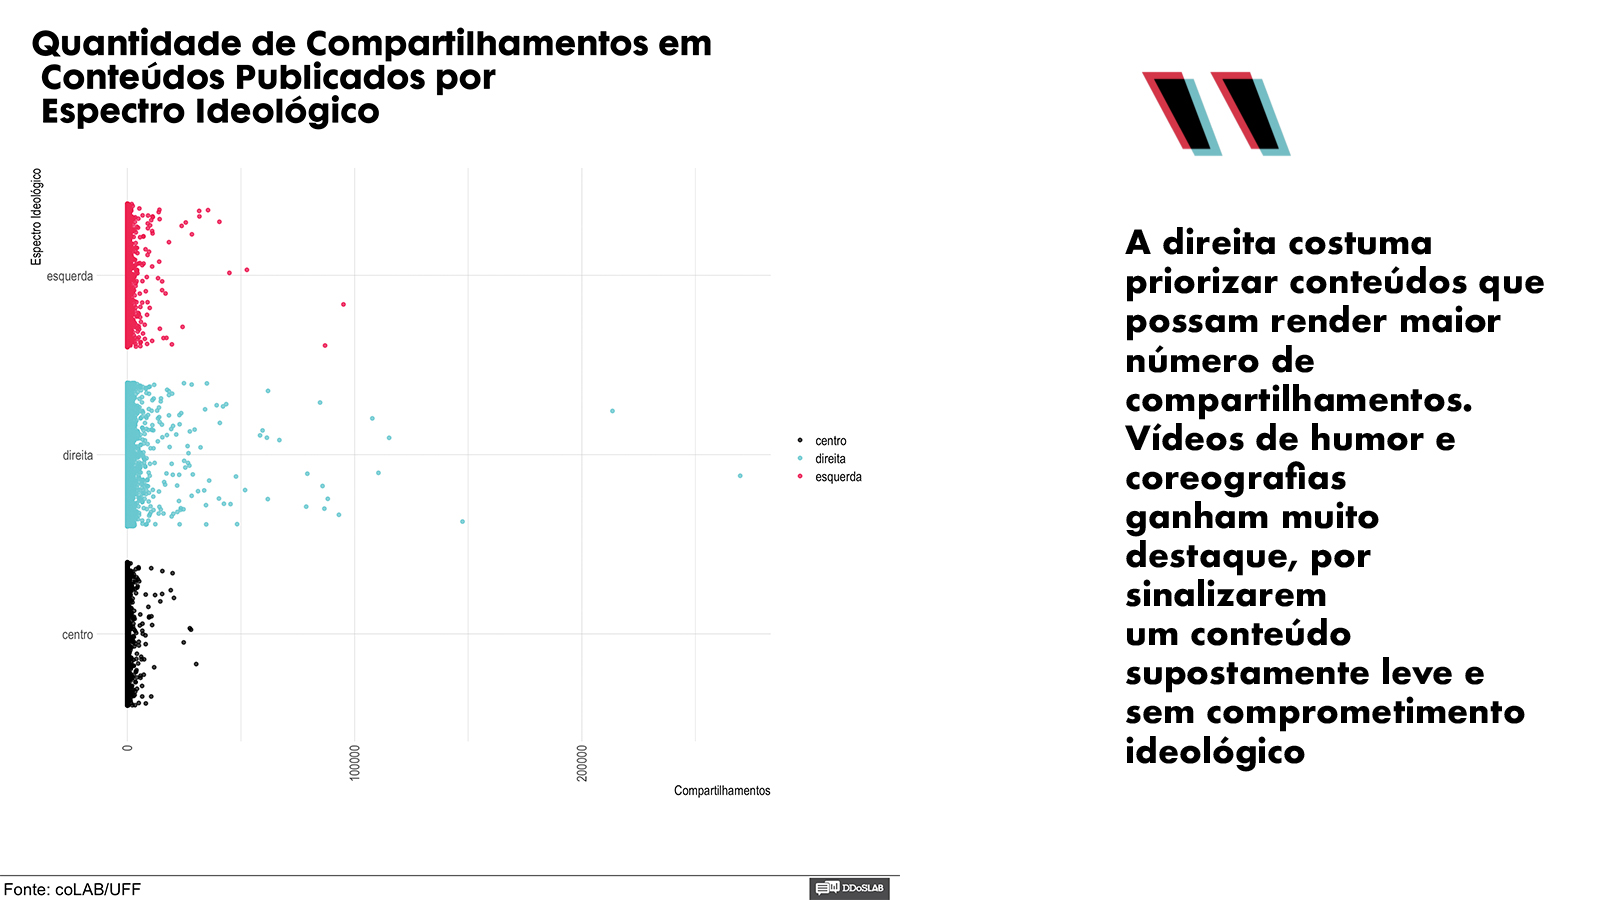 Quantidade de Compartilhamentos em
Conteúdos Publicados por
Espectro Ideológico
Espectro Ideológico
esquerda
direita
centro
0
100000
200000
Compartilhamentos
centro
direita
esquerda
Fonte: coLAB/UFF
DDoSLAB
A direita costuma
priorizar conteúdos que
possam render maior
número de
compartilhamentos.
Vídeos de humor e
coreografias
ganham muito
destaque, por
sinalizarem
um conteúdo
supostamente leve e
sem comprometimento
ideológico